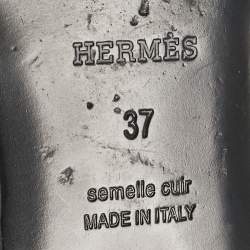 HERMÈS
37
semelle cuir
MADE IN ITALY